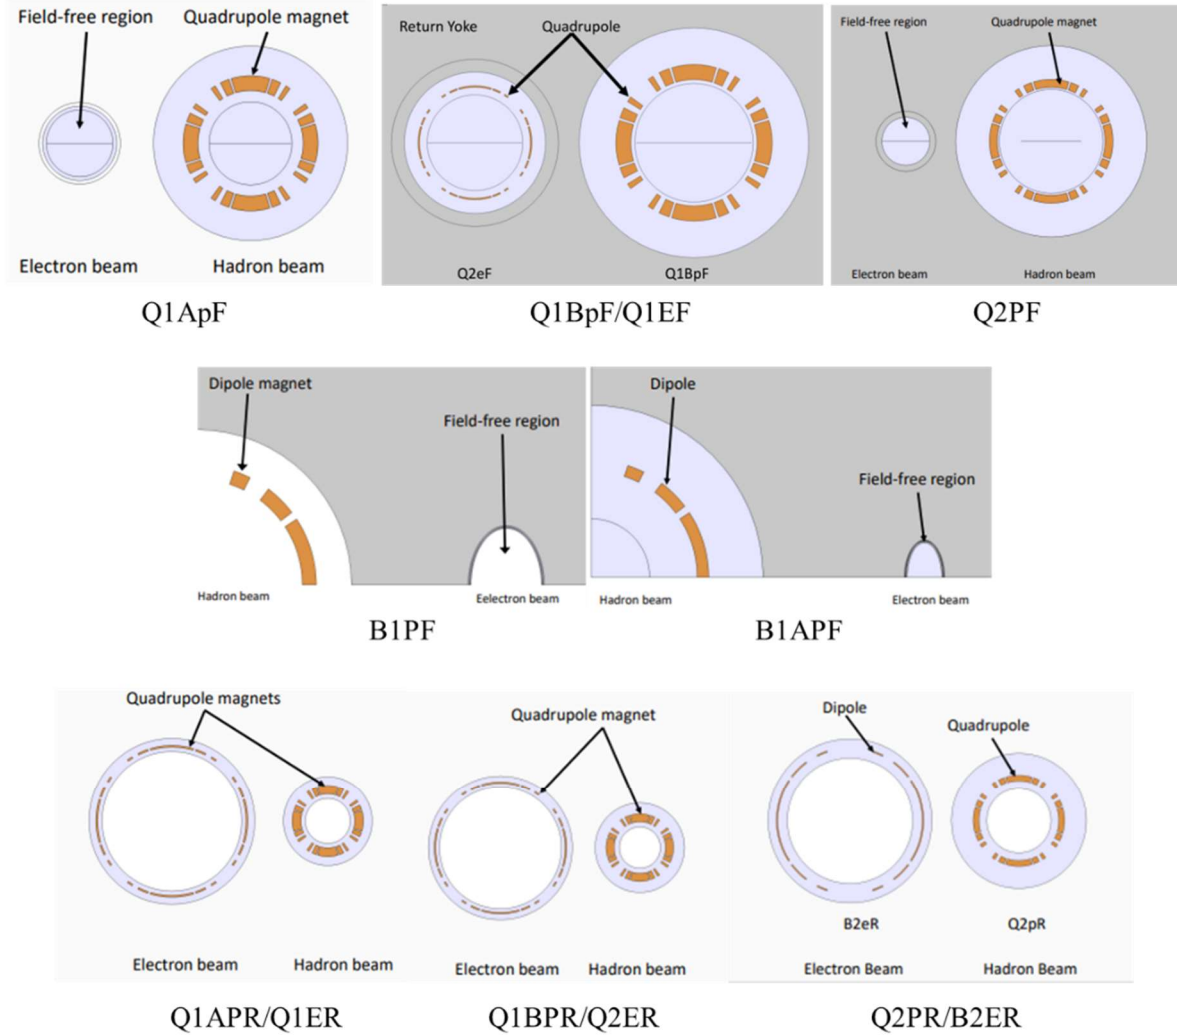 Field-free region
Quadrupole magnet
Electron beam
Hadron beam
Q1ApF
Return Yoke
Quadrupole
Q2eF
Q1BpF
Q1BpF/Q1EF
Field-free region
Quadrupole magnet
Electron beam
Hadron beam
Q2PF
Dipole magnet
Field-free region
Hadron beam
Eelectron beam
B1PF
Dipole
Field-free region
Hadron beam
Electron beam
B1APF
Quadrupole magnets
Electron beam
Hadron beam
Q1APR/Q1ER
Quadrupole magnet
Electron beam
Hadron beam
Q1BPR/Q2ER
Dipole
Quadrupole
B2eR
Q2pR
Electron Beam
Hadron Beam
Q2PR/B2ER